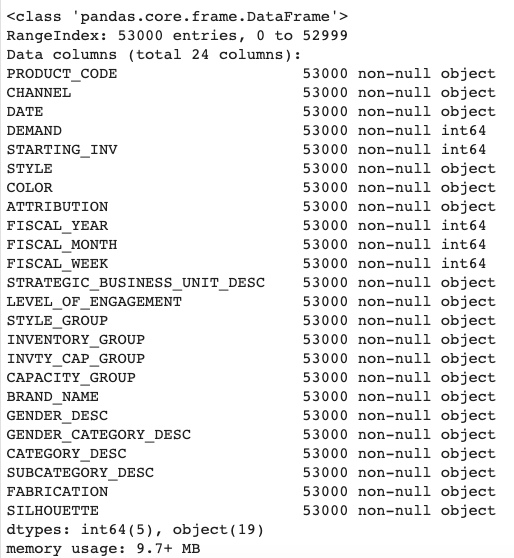 <class 'pandas.core.frame.DataFrame'>
RangeIndex: 53000 entries, 0 to 52999
Data columns (total 24 columns):
PRODUCT_CODE 53000 non-null object
CHANNEL 53000 non-null object
DATE 53000 non-null object
DEMAND 53000 non-null int64
STARTING_INV 53000 non-null int64
STYLE 53000 non-null object
COLOR 53000 non-null object
ATTRIBUTION 53000 non-null object
FISCAL_YEAR 53000 non-null int64
FISCAL_MONTH 53000 non-null int64
FISCAL_WEEK 53000 non-null int64
STRATEGIC_BUSINESS_UNIT_DESC 53000 non-null object
LEVEL_OF_ENGAGEMENT 53000 non-null object
STYLE_GROUP 53000 non-null object
INVENTORY_GROUP 53000 non-null object
INVTY_CAP_GROUP 53000 non-null object
CAPACITY_GROUP 53000 non-null object
BRAND_NAME 53000 non-null object
GENDER_DESC 53000 non-null object
GENDER_CATEGORY_DESC 53000 non-null object
CATEGORY_DESC 53000 non-null object
SUBCATEGORY_DESC 53000 non-null object
FABRICATION 53000 non-null object
SILHOUETTE 53000 non-null object
dtypes: int64(5), object(19)
memory usage: 9.7+ MB